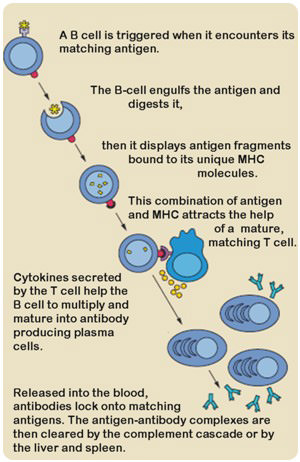 A B cell is triggered when it encounters its
matching antigen.
The B-cell engulfs the antigen and
digests it,
then it displays antigen fragments
bound to its unique MHC
molecules.
This combination of antigen
and MHC attracts the help
of a mature,
matching T cell.
Cytokines secreted
by the T cell help the
B cell to multiply and
mature into antibody
producing plasma
cells.
Released into the blood,
antibodies lock onto matching
antigens. The antigen-antibody complexes are
then cleared by the complement cascade or by
the liver and spleen.